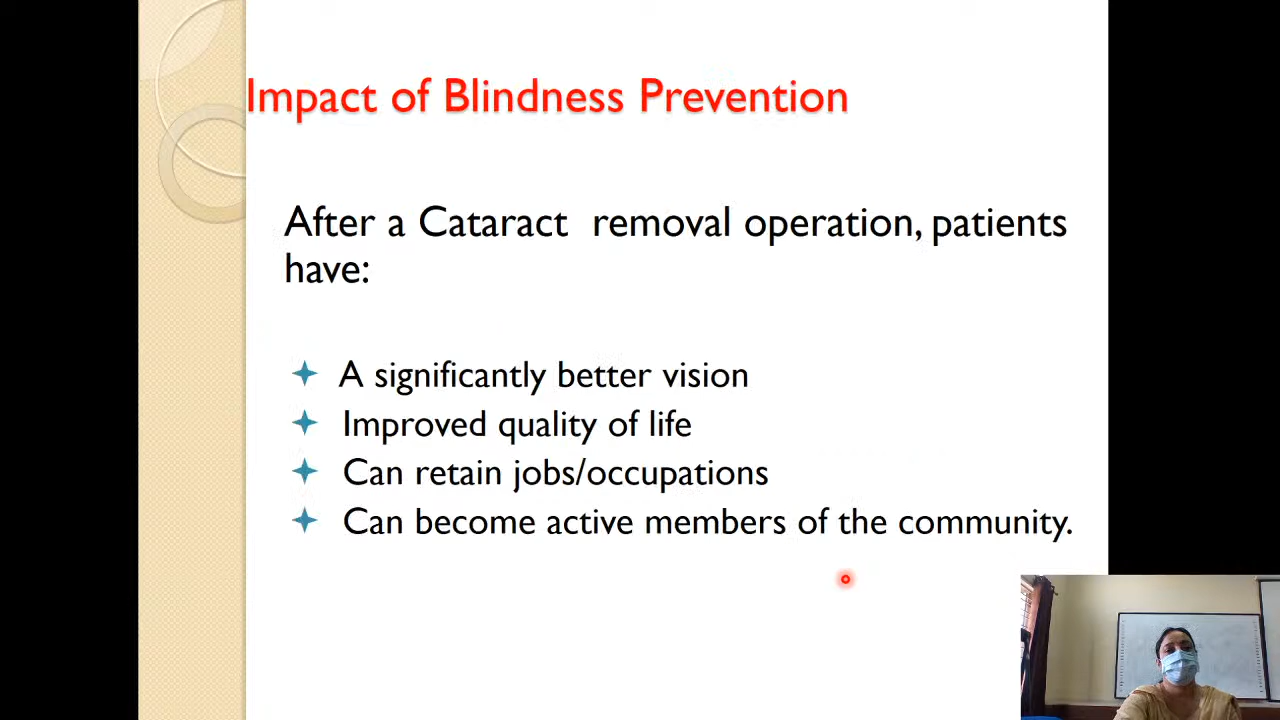 Impact of Blindness Prevention
After a Cataract removal operation, patients
have:
A significantly better vision
Improved quality of life
Can retain jobs/occupations
Can become active members of the community.